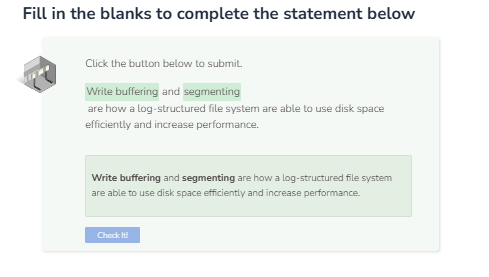 Fill in the blanks to complete the statement below
Click the button below to submit.
Write buffering and segmenting
are how a log-structured file system are able to use disk space
efficiently and increase performance.
Write buffering and segmenting are how a log-structured file system
are able to use disk space efficiently and increase performance.
Check It!